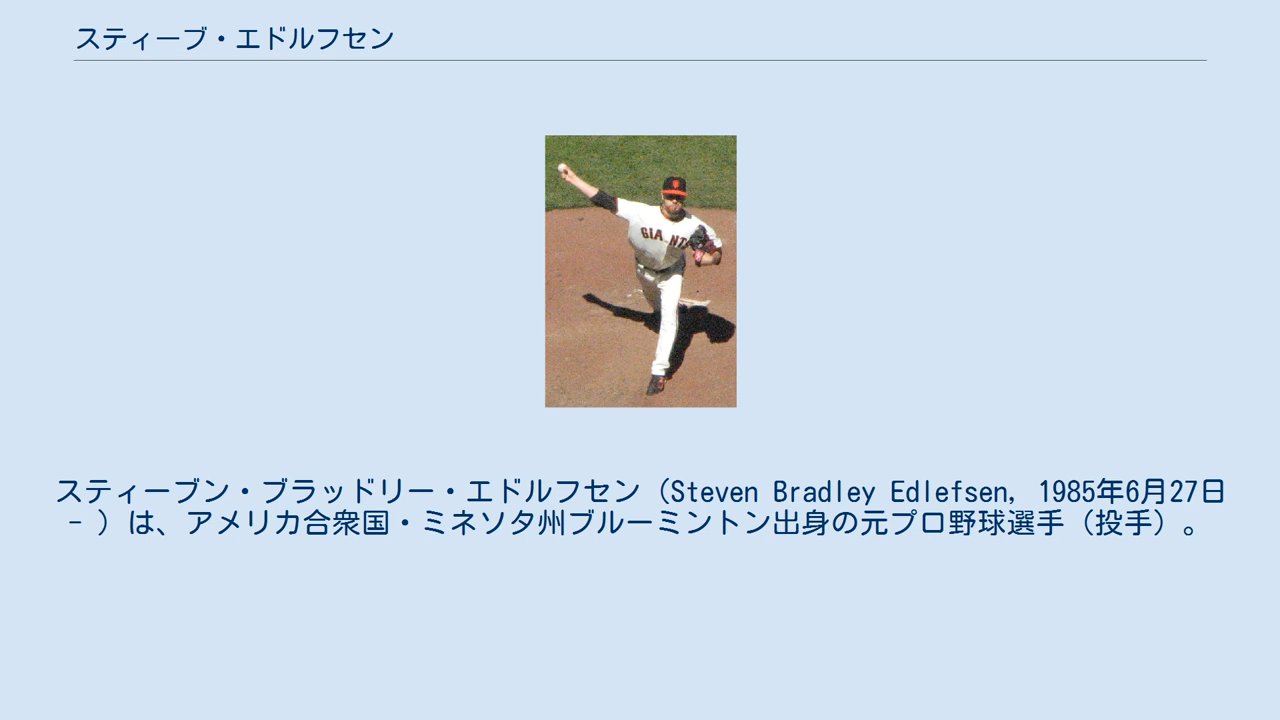 スティーブ・エドルフセン
GIANTS
スティーブン・ブラッドリー・エドルフセン（Steven Bradley Edlefsen, 1985年6月27日
- ）は、アメリカ合衆国・ミネソタ州ブルーミントン出身の元プロ野球選手（投手）。